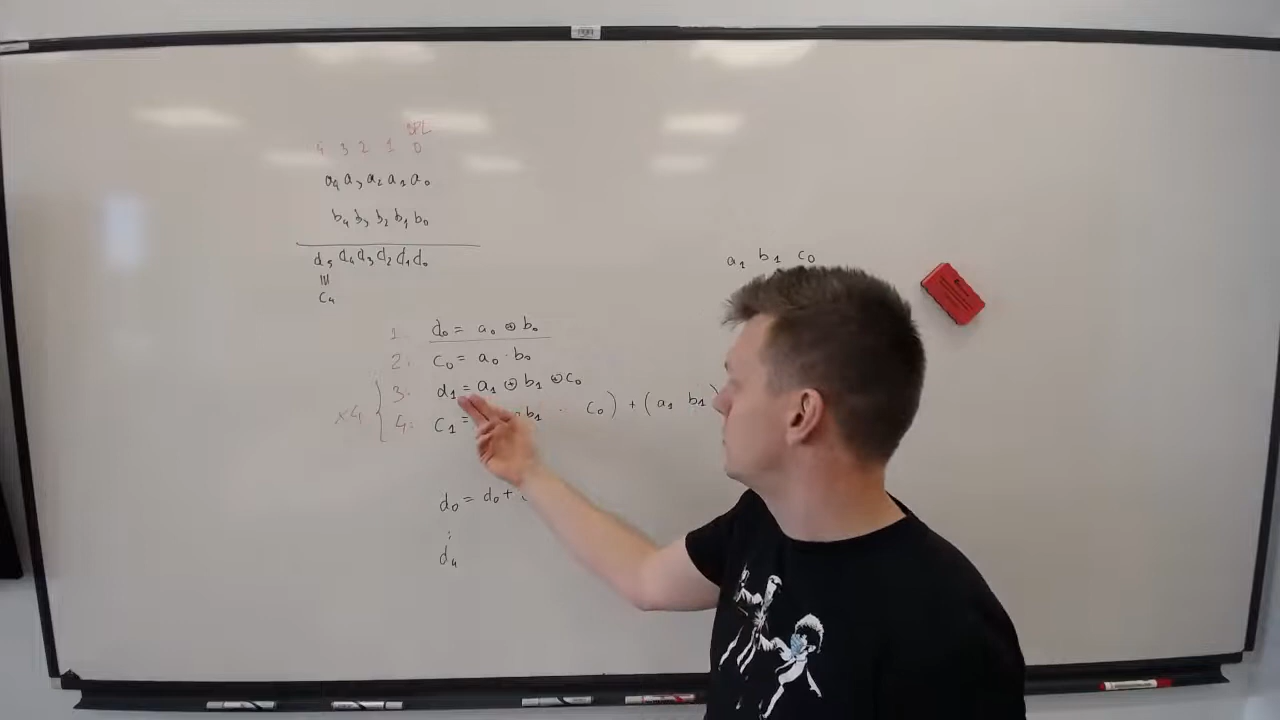 4 3 2 1 0
a₄ a₃ a₂ a₁ a₀
b₄ b₃ b₂ b₁ b₀
d₅ d₄ d₃ d₂ d₁ d₀
c₄
a₁ b₁ c₀
1. d₀ = a₀ ⊕ b₀
2. c₀ = a₀ · b₀
3. d₁ = a₁ ⊕ b₁ ⊕ c₀
x4
4. c₁ = b₁ · c₀) + (a₁ b₁)
d₀ = d₀ +
⋮
d₄